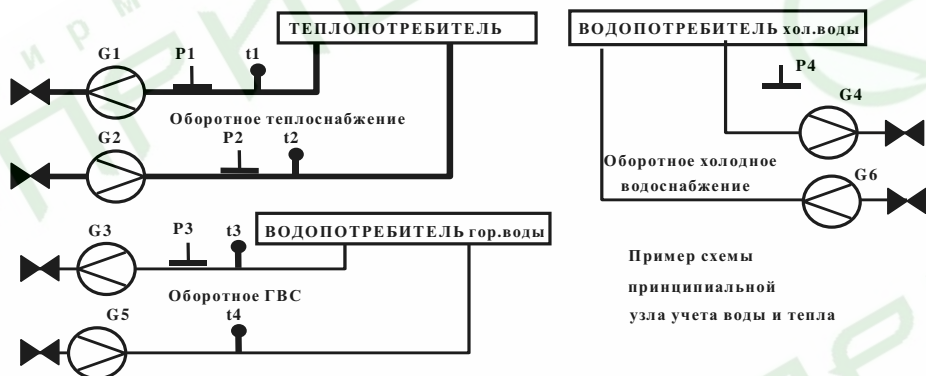 ТЕПЛОПОТРЕБИТЕЛЬ
G1
P1
t1
Оборотное теплоснабжение
G2
P2
t2
ВОДОПОТРЕБИТЕЛЬ гор.воды
G3
P3
t3
Оборотное ГВС
G5
t4
ВОДОПОТРЕБИТЕЛЬ хол.воды
P4
G4
Оборотное холодное
водоснабжение
G6
Пример схемы
принципиальной
узла учета воды и тепла